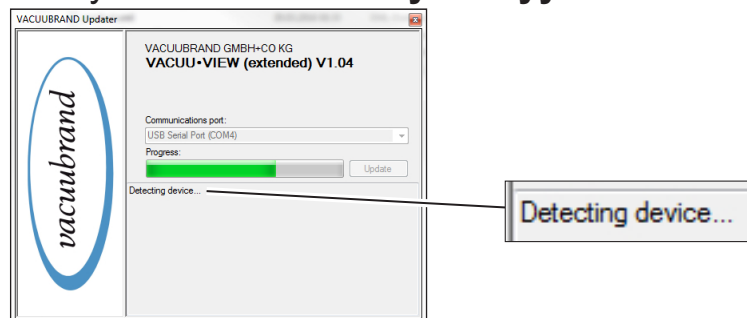 VACUUBRAND Updater
VACUUBRAND GMBH+CO KG
VACUU•VIEW (extended) V1.04
Communications port:
USB Serial Port (COM4)
Progress:
Update
Detecting device...
vacuubrand
Detecting device...